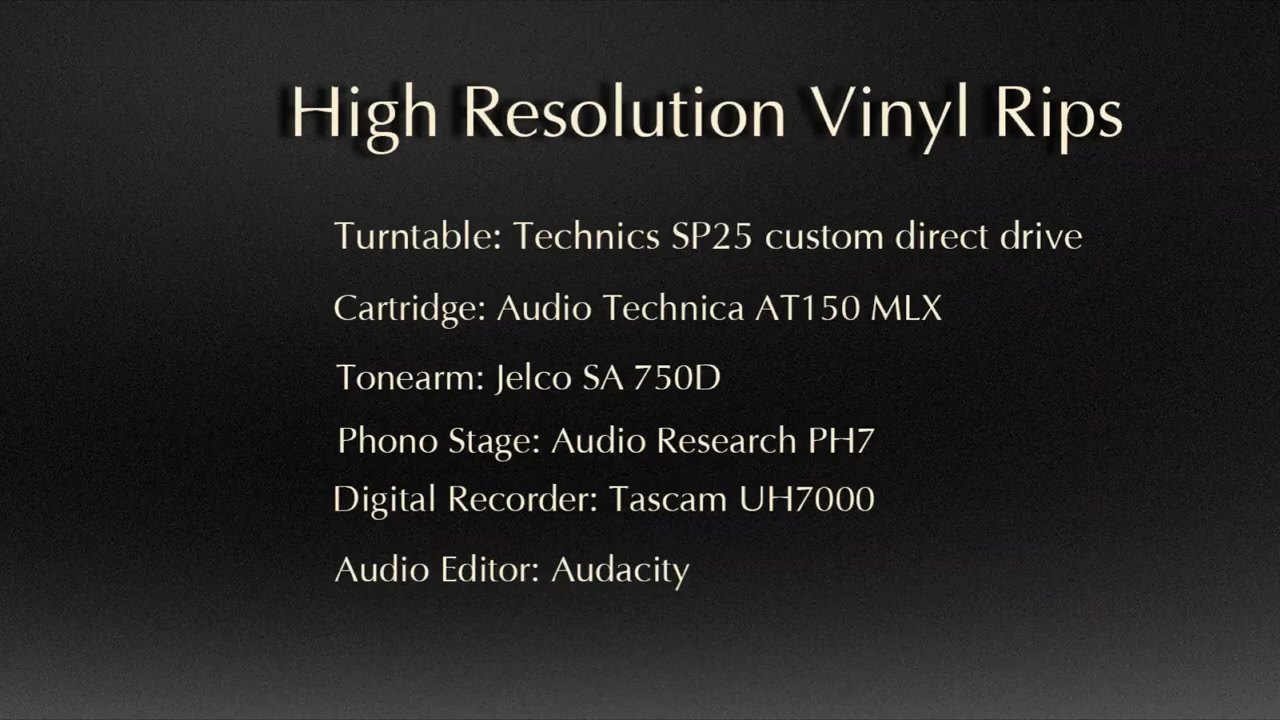 High Resolution Vinyl Rips
Turntable: Technics SP25 custom direct drive
Cartridge: Audio Technica AT150 MLX
Tonearm: Jelco SA 750D
Phono Stage: Audio Research PH7
Digital Recorder: Tascam UH7000
Audio Editor: Audacity